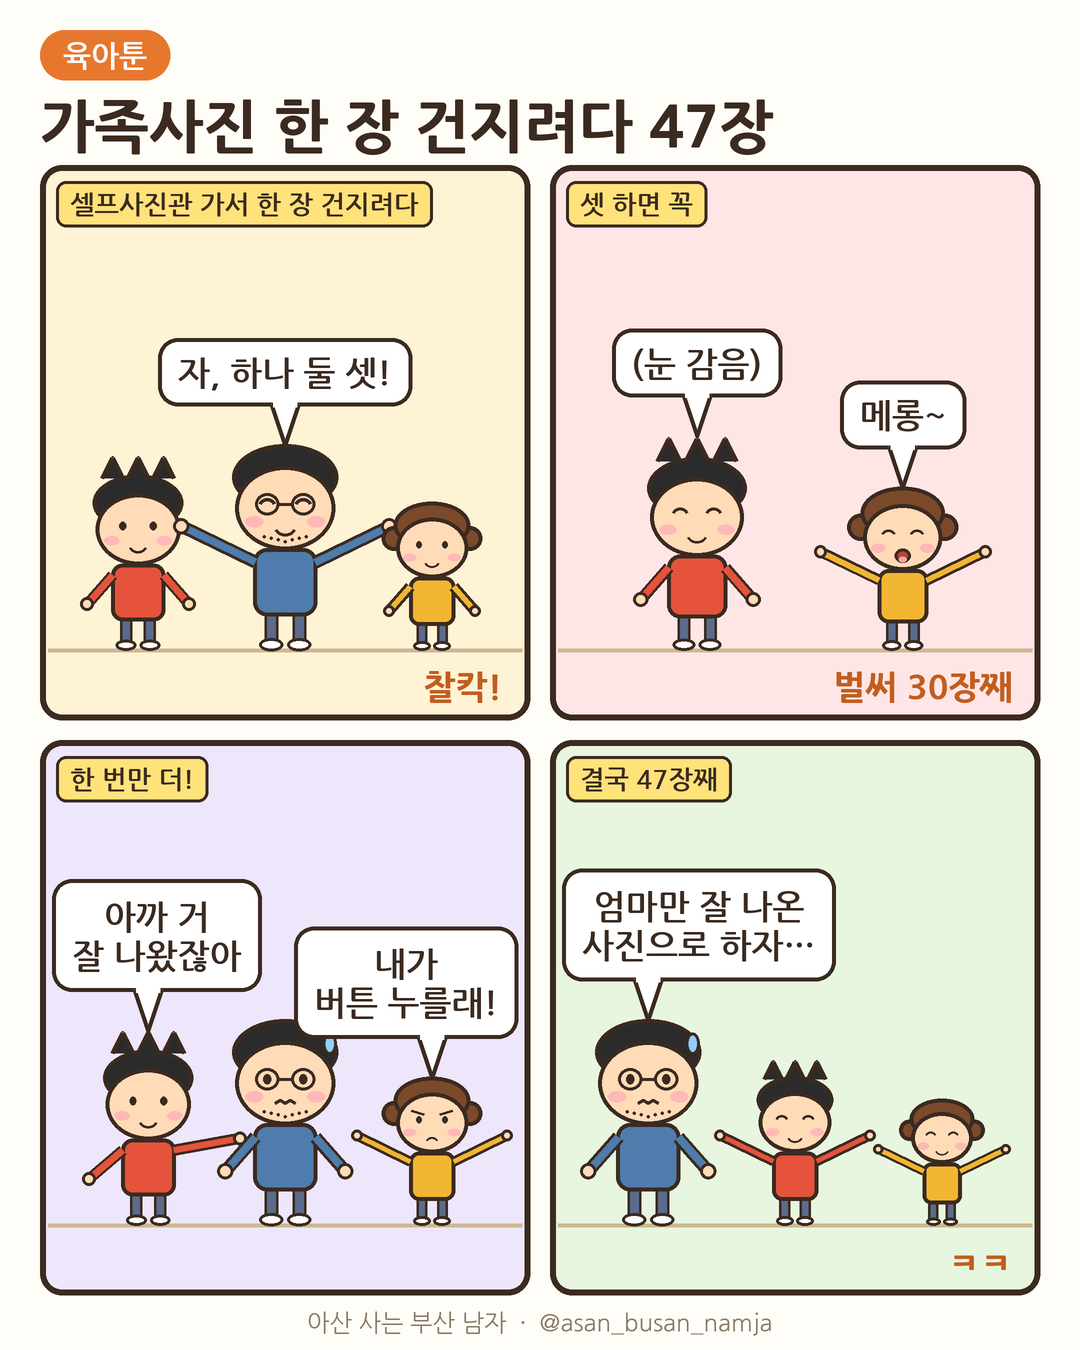 육아툰
가족사진 한 장 건지려다 47장
셀프사진관 가서 한 장 건지려다
자, 하나 둘 셋!
찰칵!
셋 하면 꼭
(눈 감음)
메롱~
벌써 30장째
한 번만 더!
아까 거
잘 나왔잖아
내가
버튼 누를래!
결국 47장째
엄마만 잘 나온
사진으로 하자…
ㅋㅋ
아산 사는 부산 남자 · @asan_busan_namja